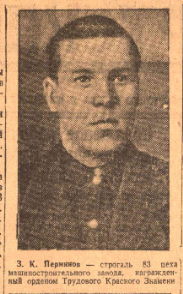 З. К. Перминов — строгаль 83 цеха
машиностроительного завода, награжден-
ный орденом Трудового Красного Знамени